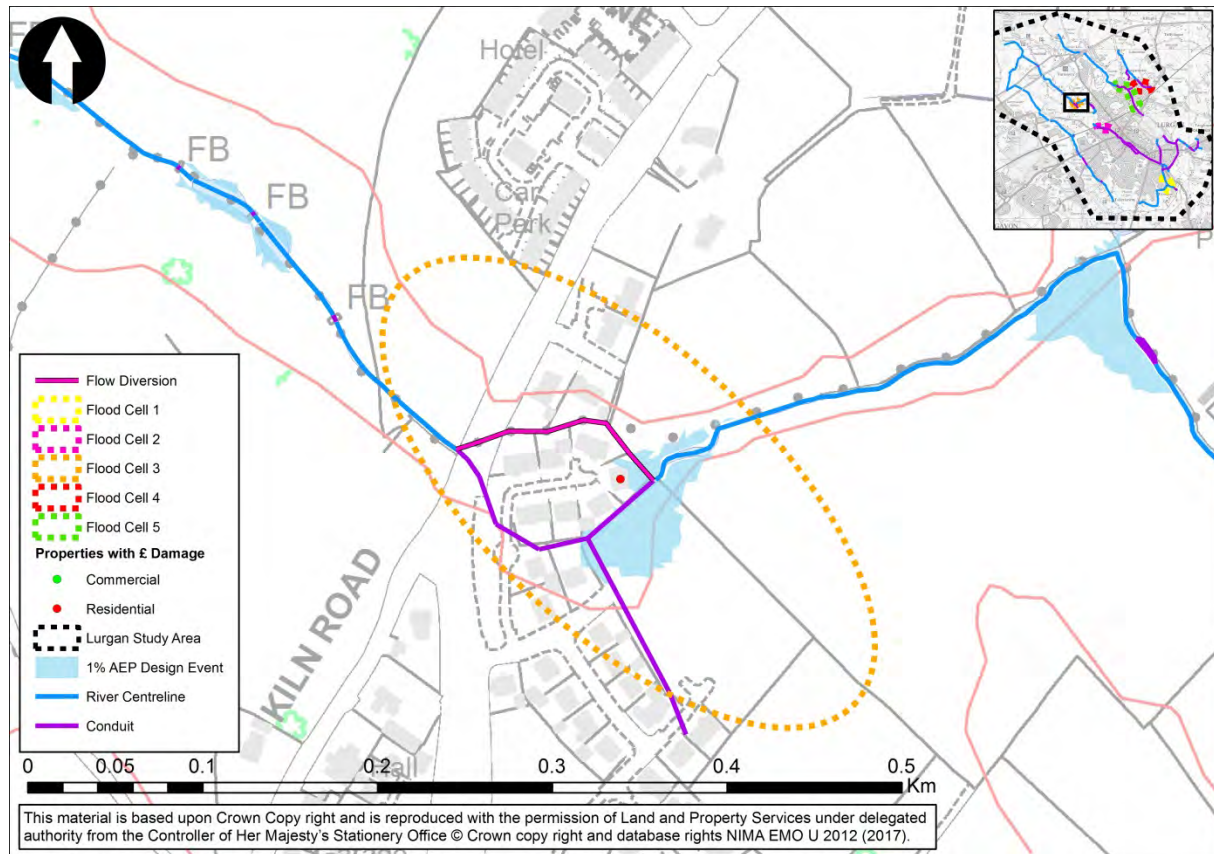 Hotel
FB
Car
Park
FB
FB
Flow Diversion
Flood Cell 1
Flood Cell 2
Flood Cell 3
Flood Cell 4
Flood Cell 5
Properties with £ Damage
Commercial
Residential
Lurgan Study Area
1% AEP Design Event
River Centreline
Conduit
KILN ROAD
0 0.05 0.1 0.2 0.3 0.4 0.5
Km
This material is based upon Crown Copy right and is reproduced with the permission of Land and Property Services under delegated
authority from the Controller of Her Majesty's Stationery Office © Crown copy right and database rights NIMA EMO U 2012 (2017).